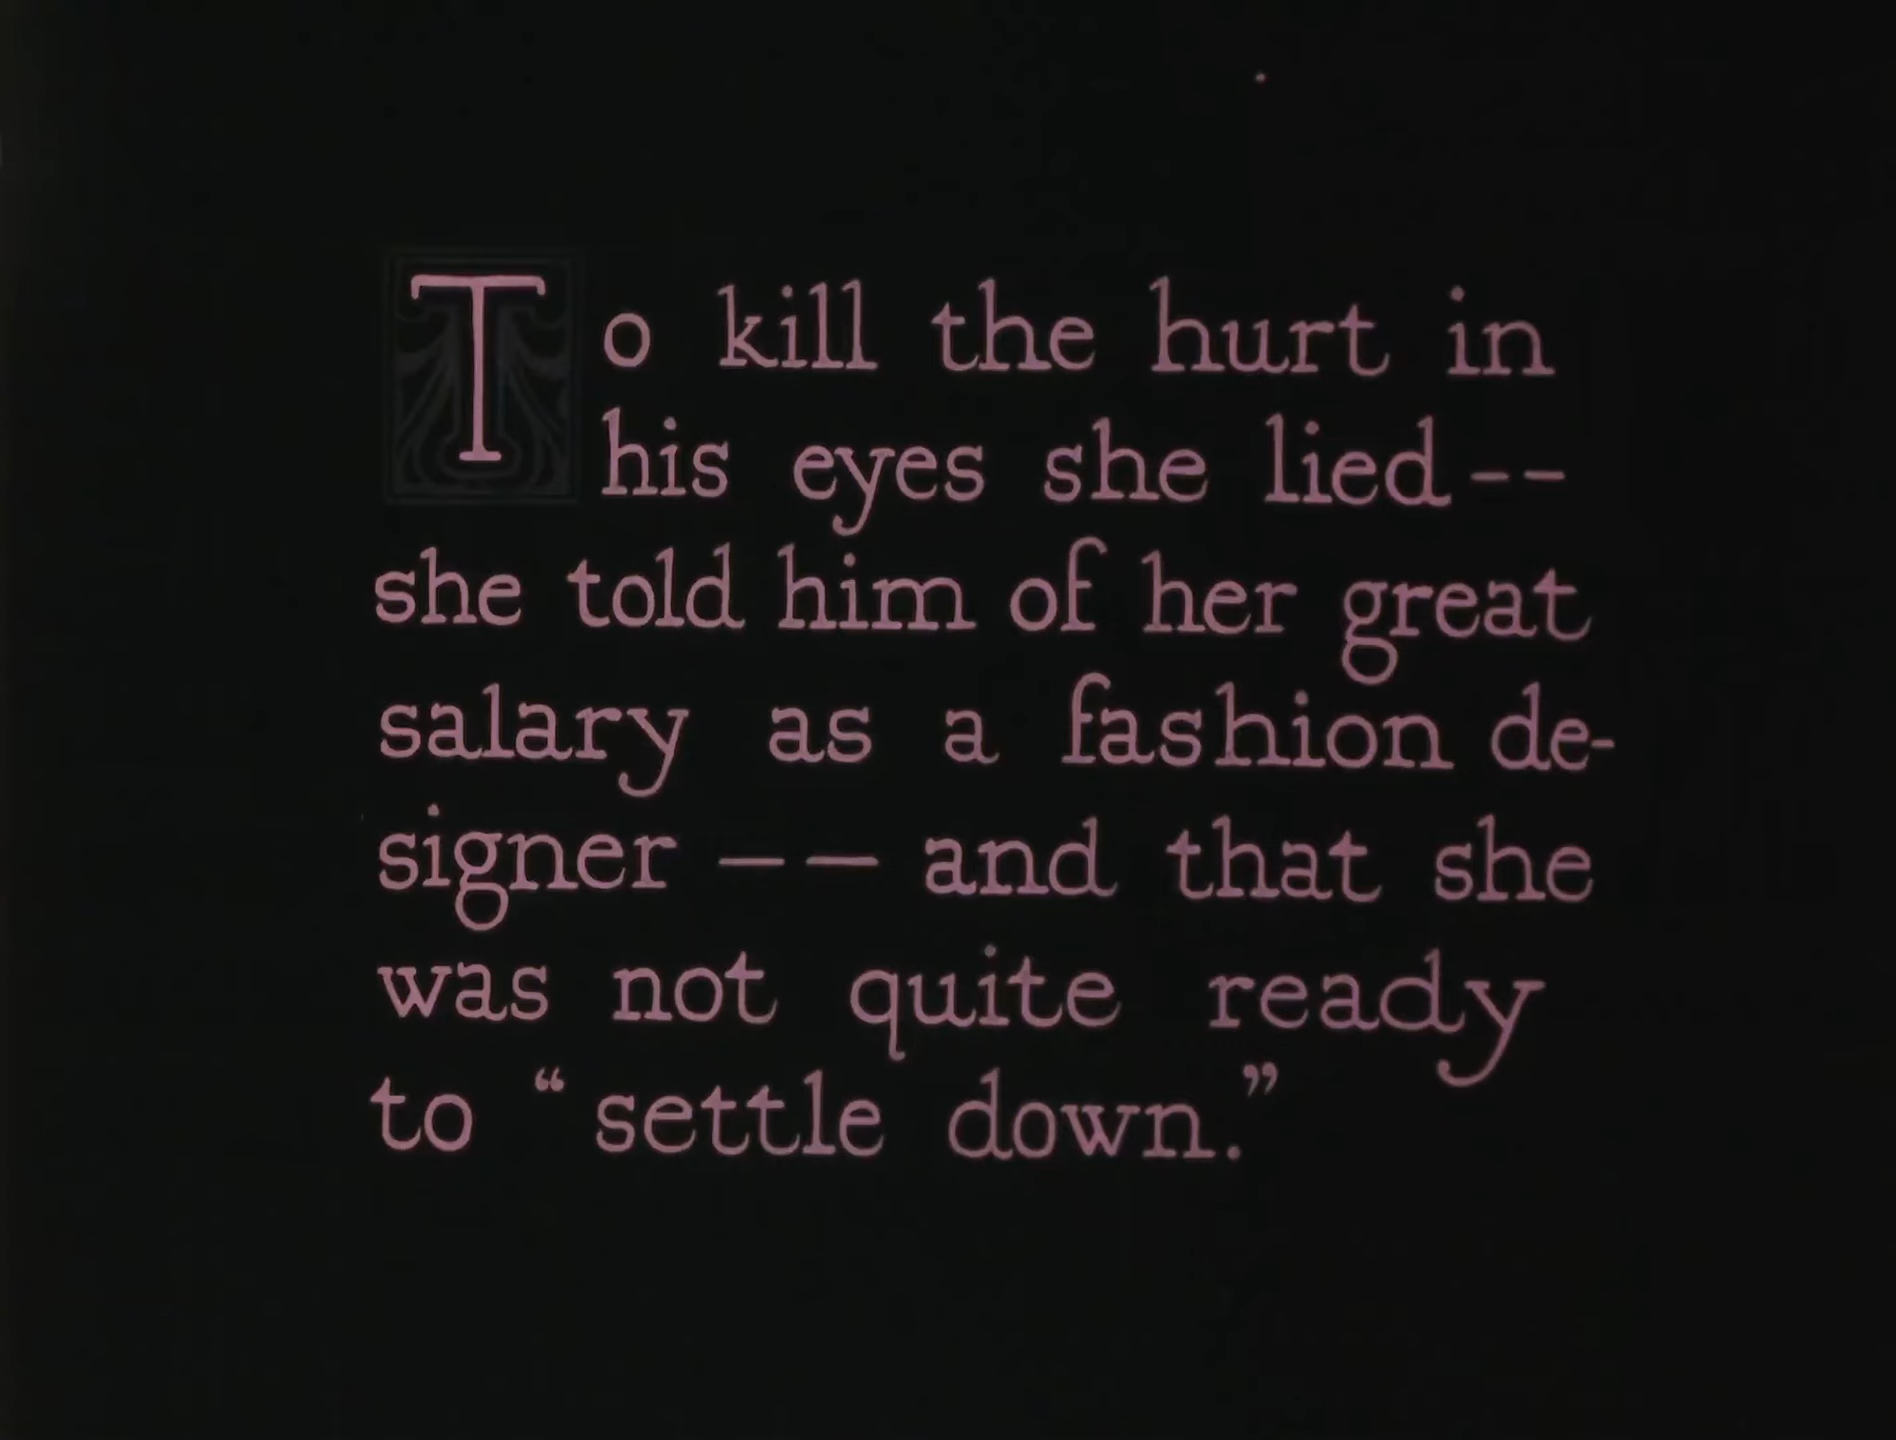 To kill the hurt in
his eyes she lied--
she told him of her great
salary as a fashion de-
signer -- and that she
was not quite ready
to "settle down."